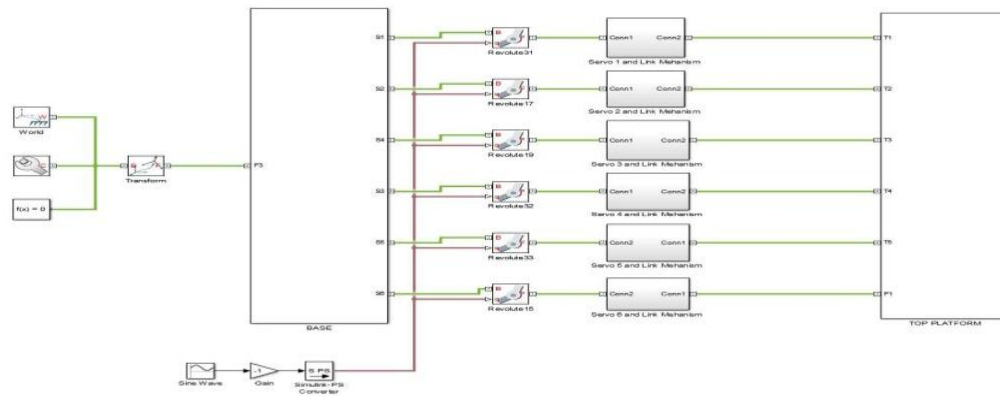 World
f(x) = 0
Transform
P3
BASE
S1
S2
S4
S3
S5
S6
Revolute31
Revolute17
Revolute19
Revolute32
Revolute33
Revolute15
Conn1 Conn2
Servo 1 and Link Mehanism
Conn1 Conn2
Servo 2 and Link Mehanism
Conn1 Conn2
Servo 3 and Link Mehanism
Conn1 Conn2
Servo 4 and Link Mehanism
Conn2 Conn1
Servo 5 and Link Mehanism
Conn2 Conn1
Servo 6 and Link Mehanism
T1
T2
T3
T4
T5
P1
TOP PLATFORM
Sine Wave
-1
Gain
S PS
Simulink-PS
Converter